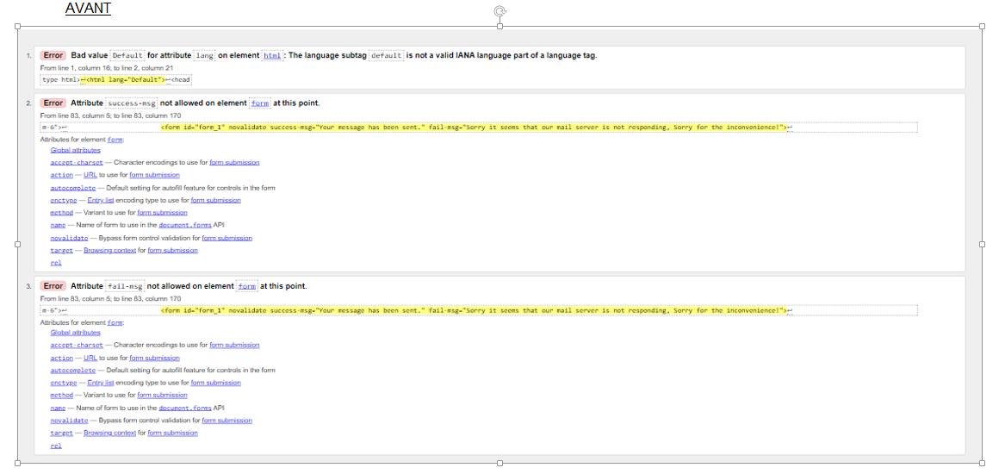 AVANT
1. Error Bad value Default for attribute lang on element html: The language subtag default is not a valid IANA language part of a language tag.
From line 1, column 16; to line 2, column 21
type html>↩<html lang="Default">↩<head
2. Error Attribute success-msg not allowed on element form at this point.
From line 83, column 5; to line 83, column 170
m-6">↩ <form id="form_1" novalidate success-msg="Your message has been sent." fail-msg="Sorry it seems that our mail server is not responding, Sorry for the inconvenience!">↩
Attributes for element form:
Global attributes
accept-charset — Character encodings to use for form submission
action — URL to use for form submission
autocomplete — Default setting for autofill feature for controls in the form
enctype — Entry list encoding type to use for form submission
method — Variant to use for form submission
name — Name of form to use in the document.forms API
novalidate — Bypass form control validation for form submission
target — Browsing context for form submission
rel
3. Error Attribute fail-msg not allowed on element form at this point.
From line 83, column 5; to line 83, column 170
m-6">↩ <form id="form_1" novalidate success-msg="Your message has been sent." fail-msg="Sorry it seems that our mail server is not responding, Sorry for the inconvenience!">↩
Attributes for element form:
Global attributes
accept-charset — Character encodings to use for form submission
action — URL to use for form submission
autocomplete — Default setting for autofill feature for controls in the form
enctype — Entry list encoding type to use for form submission
method — Variant to use for form submission
name — Name of form to use in the document.forms API
novalidate — Bypass form control validation for form submission
target — Browsing context for form submission
rel